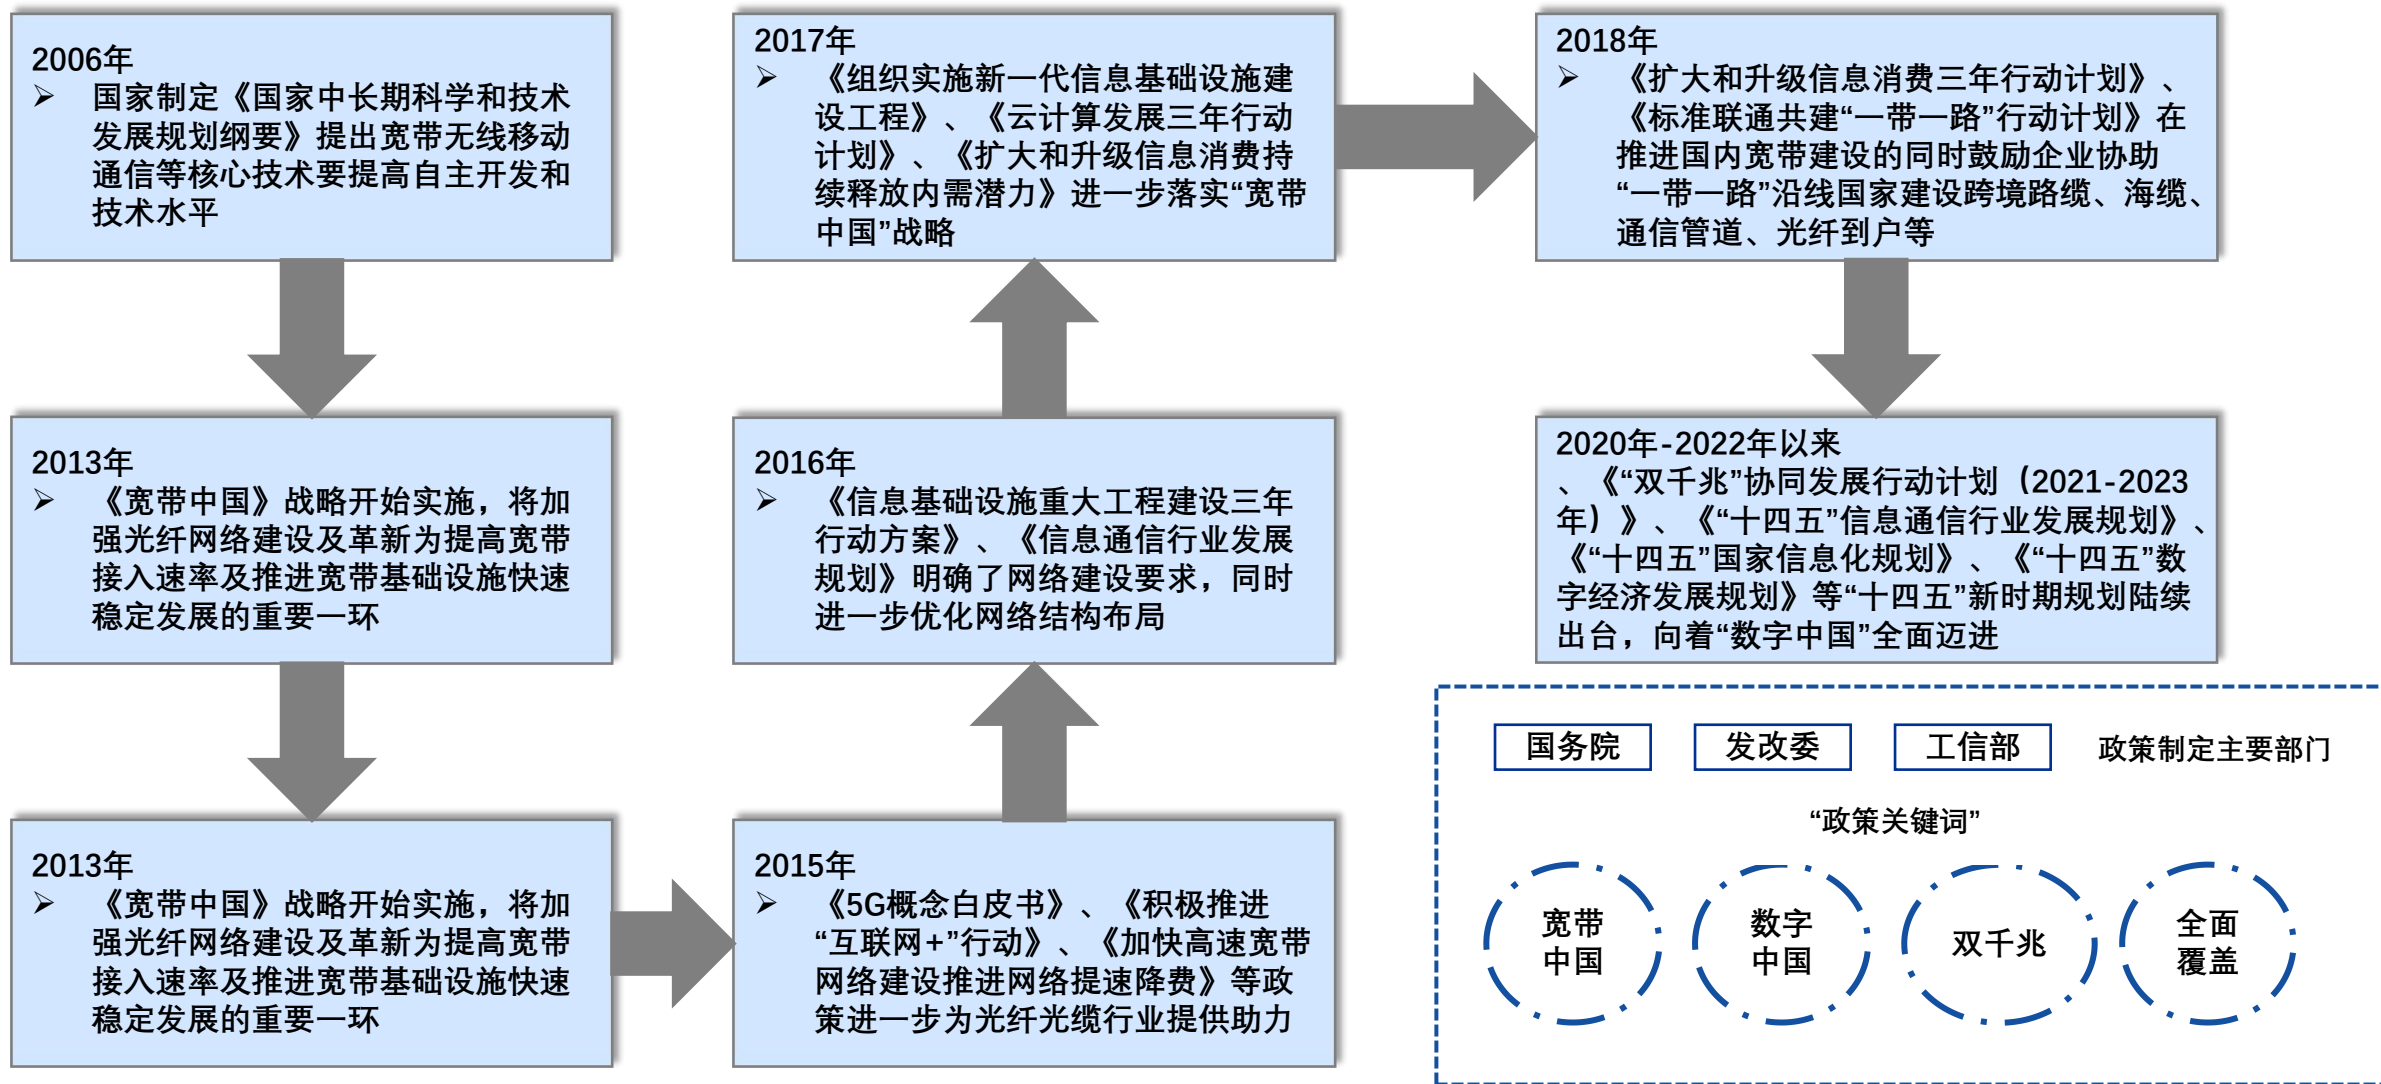 2006年
➢ 国家制定《国家中长期科学和技术
发展规划纲要》提出宽带无线移动
通信等核心技术要提高自主开发和
技术水平
2013年
➢ 《宽带中国》战略开始实施，将加
强光纤网络建设及革新为提高宽带
接入速率及推进宽带基础设施快速
稳定发展的重要一环
2013年
➢ 《宽带中国》战略开始实施，将加
强光纤网络建设及革新为提高宽带
接入速率及推进宽带基础设施快速
稳定发展的重要一环
2015年
➢ 《5G概念白皮书》、《积极推进
“互联网+”行动》、《加快高速宽带
网络建设推进网络提速降费》等政
策进一步为光纤光缆行业提供助力
2016年
➢ 《信息基础设施重大工程建设三年
行动方案》、《信息通信行业发展
规划》明确了网络建设要求，同时
进一步优化网络结构布局
2017年
➢ 《组织实施新一代信息基础设施建
设工程》、《云计算发展三年行动
计划》、《扩大和升级信息消费持
续释放内需潜力》进一步落实“宽带
中国”战略
2018年
➢ 《扩大和升级信息消费三年行动计划》、
《标准联通共建“一带一路”行动计划》在
推进国内宽带建设的同时鼓励企业协助
“一带一路”沿线国家建设跨境路缆、海缆、
通信管道、光纤到户等
2020年-2022年以来
、《“双千兆”协同发展行动计划（2021-2023
年）》、《“十四五”信息通信行业发展规划》、
《“十四五”国家信息化规划》、《“十四五”数
字经济发展规划》等“十四五”新时期规划陆续
出台，向着“数字中国”全面迈进
国务院 发改委 工信部 政策制定主要部门
“政策关键词”
宽带
中国
数字
中国
双千兆
全面
覆盖